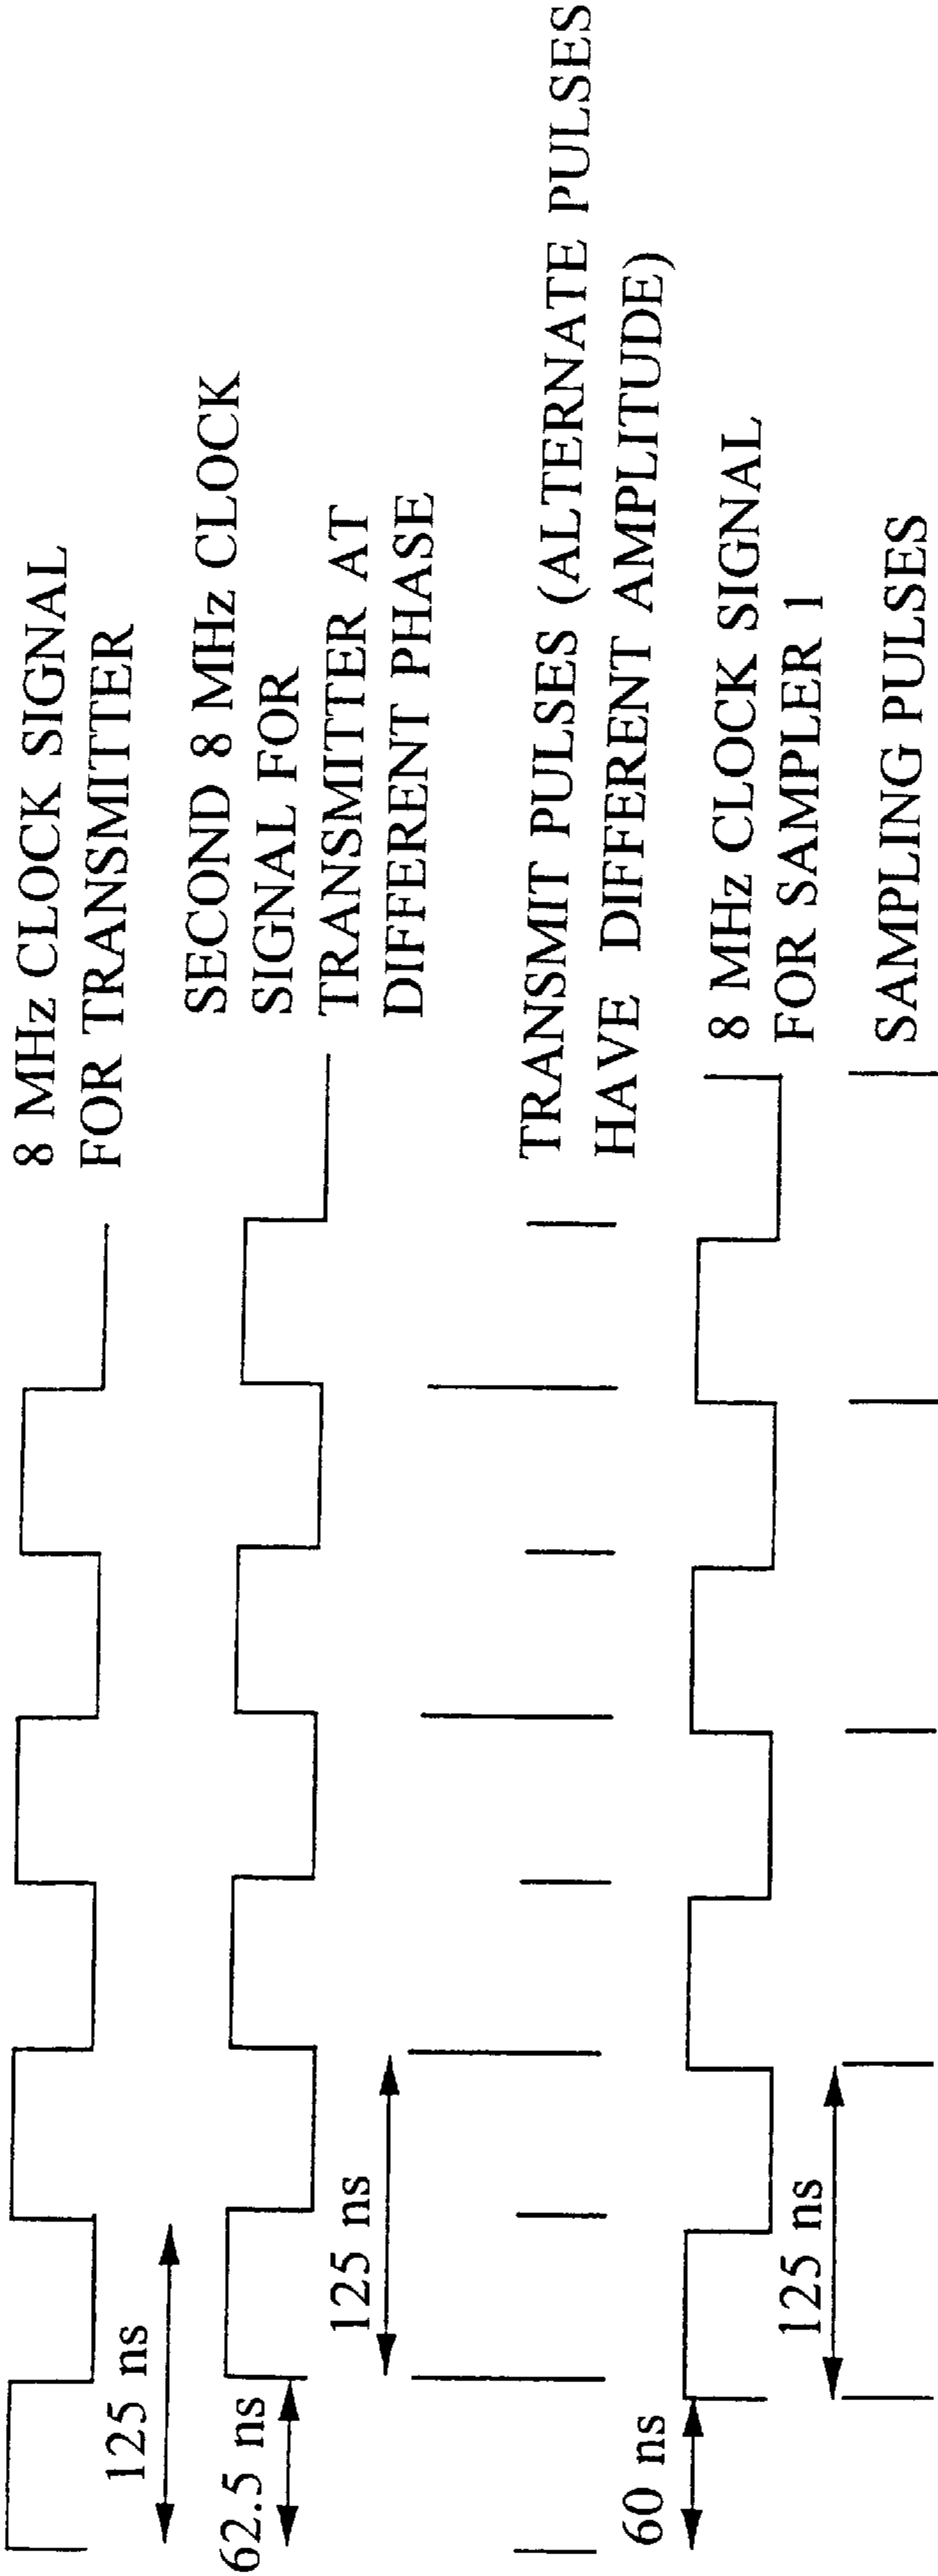 8 MHz CLOCK SIGNAL
FOR TRANSMITTER
125 ns
SECOND 8 MHz CLOCK
SIGNAL FOR
TRANSMITER AT
DIFFERENT PHASE
62.5 ns
125 ns
TRANSMIT PULSES (ALTERNATE PULSES
HAVE DIFFERENT AMPLITUDE)
60 ns
8 MHz CLOCK SIGNAL
FOR SAMPLER 1
125 ns
SAMPLING PULSES